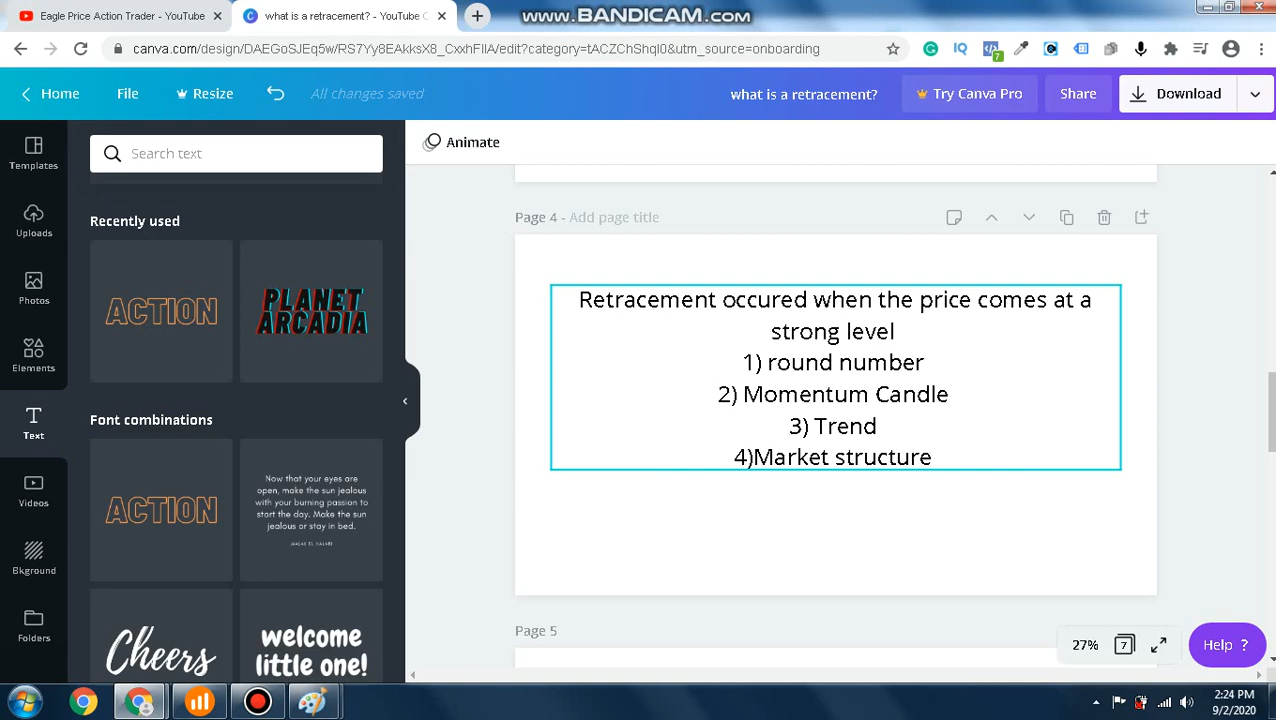 Eagle Price Action Trader - YouTube
what is a retracement? - YouTube C
www.BANDICAM.com
canva.com/design/DAEGoSJEq5w/RS7Yy8EAkksXi8_CxxhFIIA/edit?category=tACZChShqI0&utm_source=onboarding
7
Home
File
Resize
All changes saved
what is a retracement?
Try Canva Pro
Share
Download
Templates
Uploads
Photos
Elements
Text
Videos
Bkground
Folders
Search text
Recently used
ACTION
PLANET
ARCADIA
Font combinations
ACTION
Now that your eyes are
open, make the sun jealous
with your burning passion to
start the day. Make the sun
jealous or stay in bed.
MALAK EL HALABI
Cheers
welcome
little one!
Animate
Page 4 - Add page title
Retracement occured when the price comes at a
strong level
1) round number
2) Momentum Candle
3) Trend
4)Market structure
Page 5
27%
7
Help ?
2:24 PM
9/2/2020